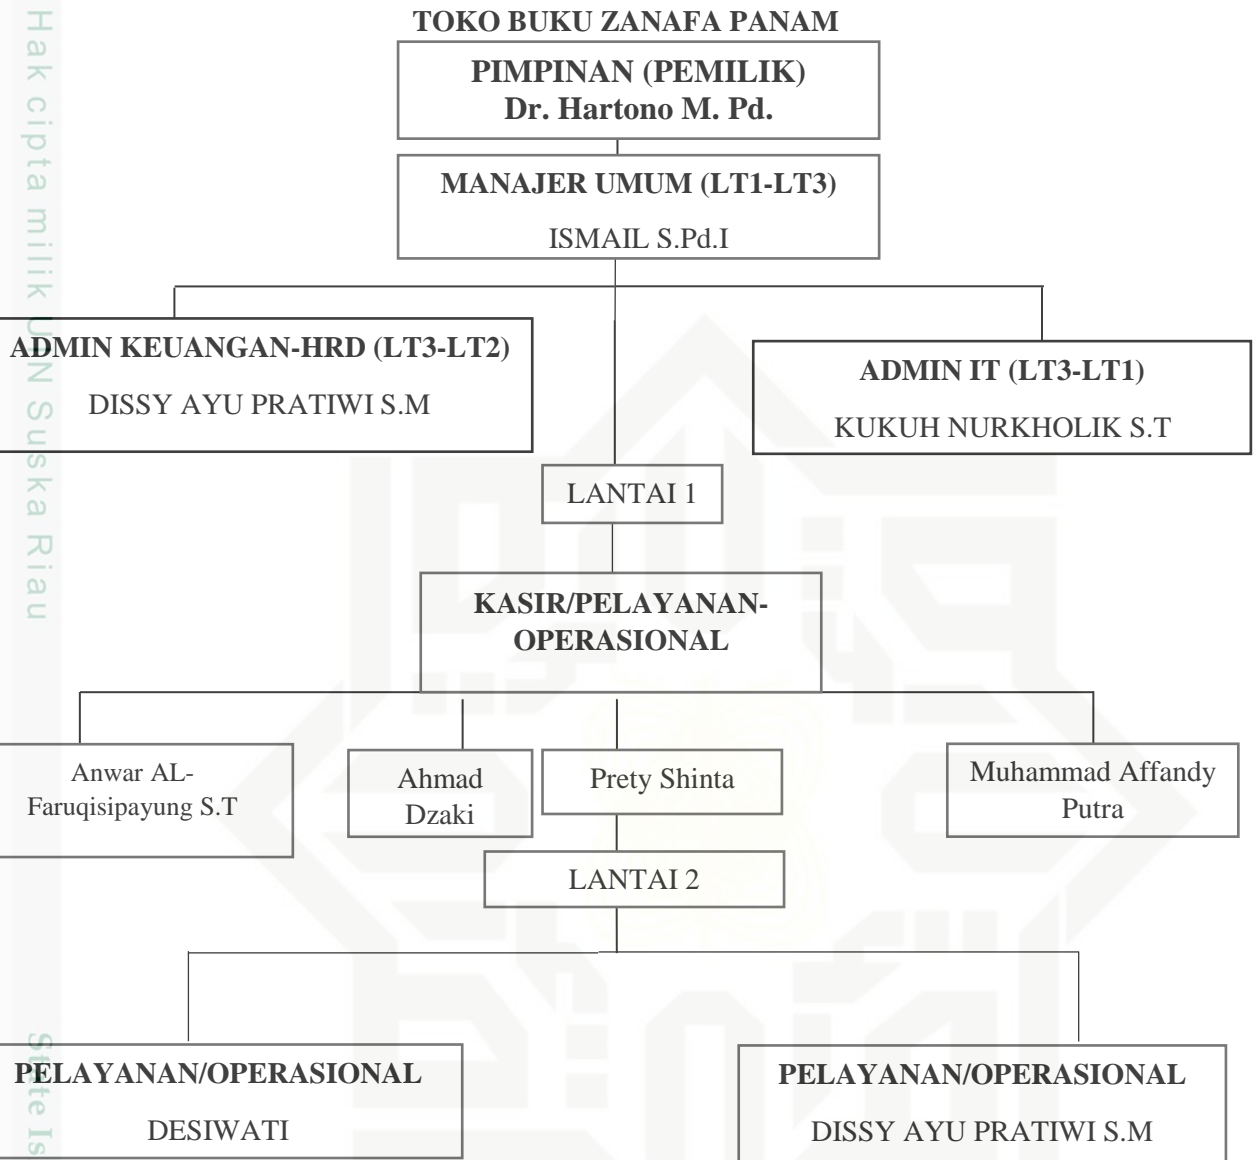 TOKO BUKU ZANAFA PANAM
PIMPINAN (PEMILIK)
Dr. Hartono M. Pd.
MANAJER UMUM (LT1-LT3)
ISMAIL S.Pd.I
ADMIN KEUANGAN-HRD (LT3-LT2)
DISSY AYU PRATIWI S.M
ADMIN IT (LT3-LT1)
KUKUH NURKHOLIK S.T
LANTAI 1
KASIR/PELAYANAN-
OPERASIONAL
Anwar AL-
Faruqisipayung S.T
Ahmad
Dzaki
Prety Shinta
Muhammad Affandy
Putra
LANTAI 2
PELAYANAN/OPERASIONAL
DESIWATI
PELAYANAN/OPERASIONAL
DISSY AYU PRATIWI S.M
Hak cipta milik UIN Suska Riau
State Is